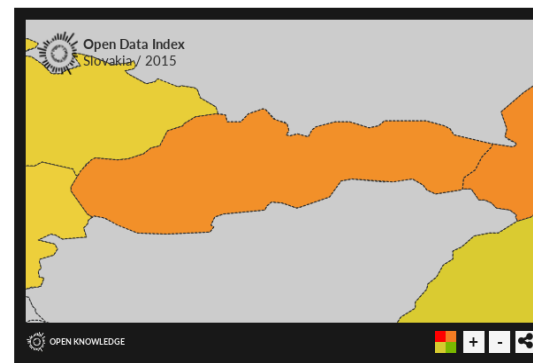 Open Data Index
Slovakia / 2015
OPEN KNOWLEDGE
+
-